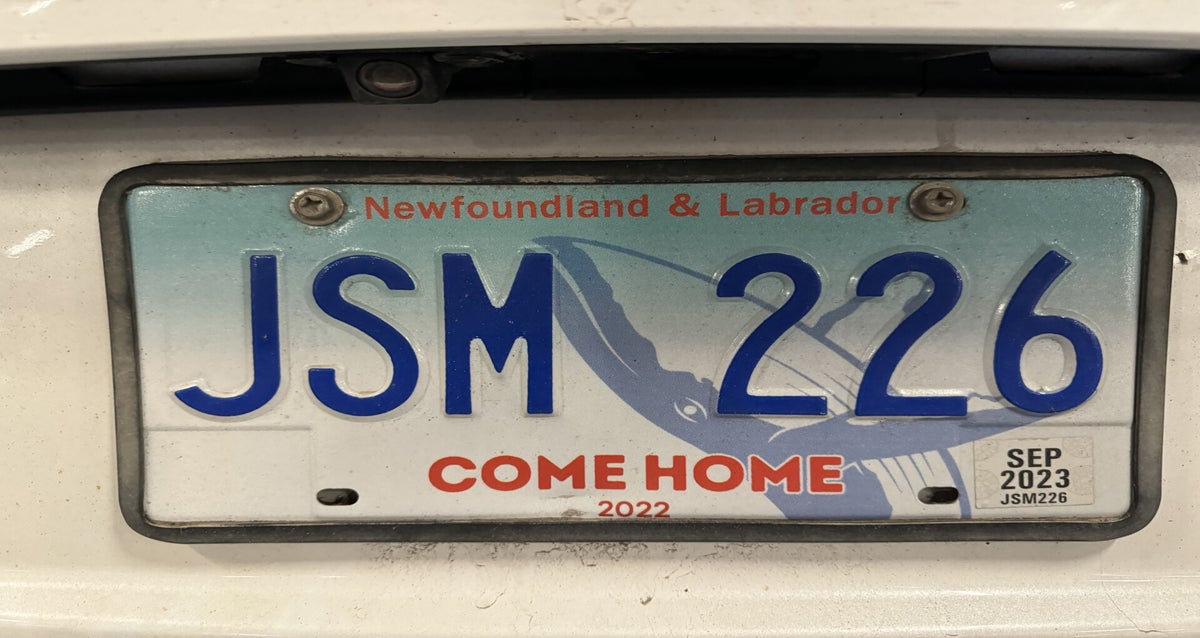 Newfoundland & Labrador
JSM 226
COME HOME
2022
SEP
2023
JSM226